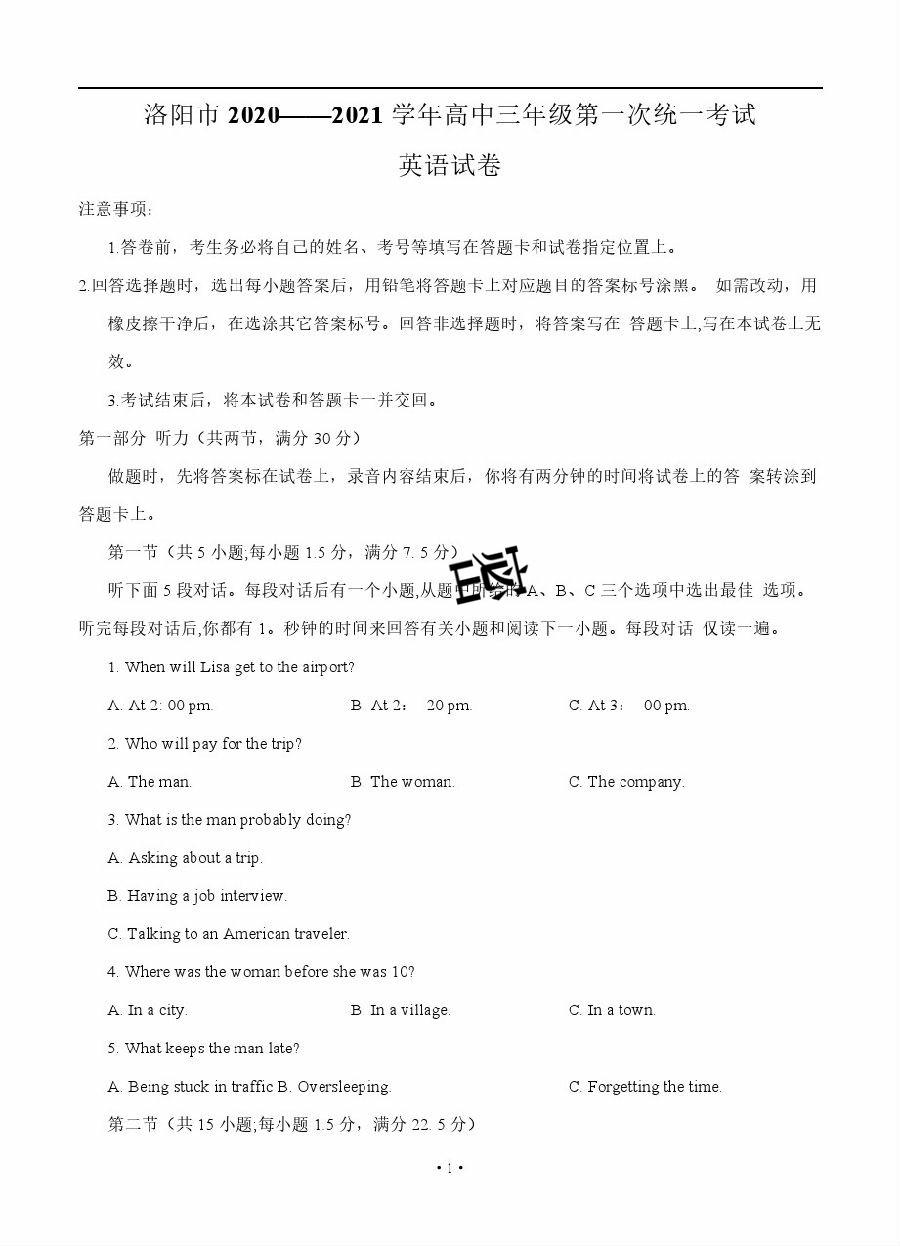 洛阳市 2020——2021 学年高中三年级第一次统一考试
英语试卷
注意事项:
1.答卷前，考生务必将自己的姓名、考号等填写在答题卡和试卷指定位置上。
2.回答选择题时，选出每小题答案后，用铅笔将答题卡上对应题目的答案标号涂黑。 如需改动，用
橡皮擦干净后，在选涂其它答案标号。回答非选择题时，将答案写在 答题卡上,写在本试卷上无
效。
3.考试结束后，将本试卷和答题卡一并交回。
第一部分 听力（共两节，满分 30 分）
做题时，先将答案标在试卷上，录音内容结束后，你将有两分钟的时间将试卷上的答 案转涂到
答题卡上。
第一节（共 5 小题;每小题 1.5 分，满分 7. 5 分）
听下面 5 段对话。每段对话后有一个小题,从题中所给的 A、B、C 三个选项中选出最佳 选项。
听完每段对话后,你都有 1。秒钟的时间来回答有关小题和阅读下一小题。每段对话 仅读一遍。
1. When will Lisa get to the airport?
A. At 2: 00 pm. B. At 2： 20 pm. C. At 3： 00 pm.
2. Who will pay for the trip?
A. The man. B The woman. C. The company.
3. What is the man probably doing?
A. Asking about a trip.
B. Having a job interview.
C. Talking to an American traveler.
4. Where was the woman before she was 10?
A. In a city. B In a village. C. In a town.
5. What keeps the man late?
A. Being stuck in traffic B. Oversleeping. C. Forgetting the time.
第二节（共 15 小题;每小题 1.5 分，满分 22. 5 分）
• 1 •